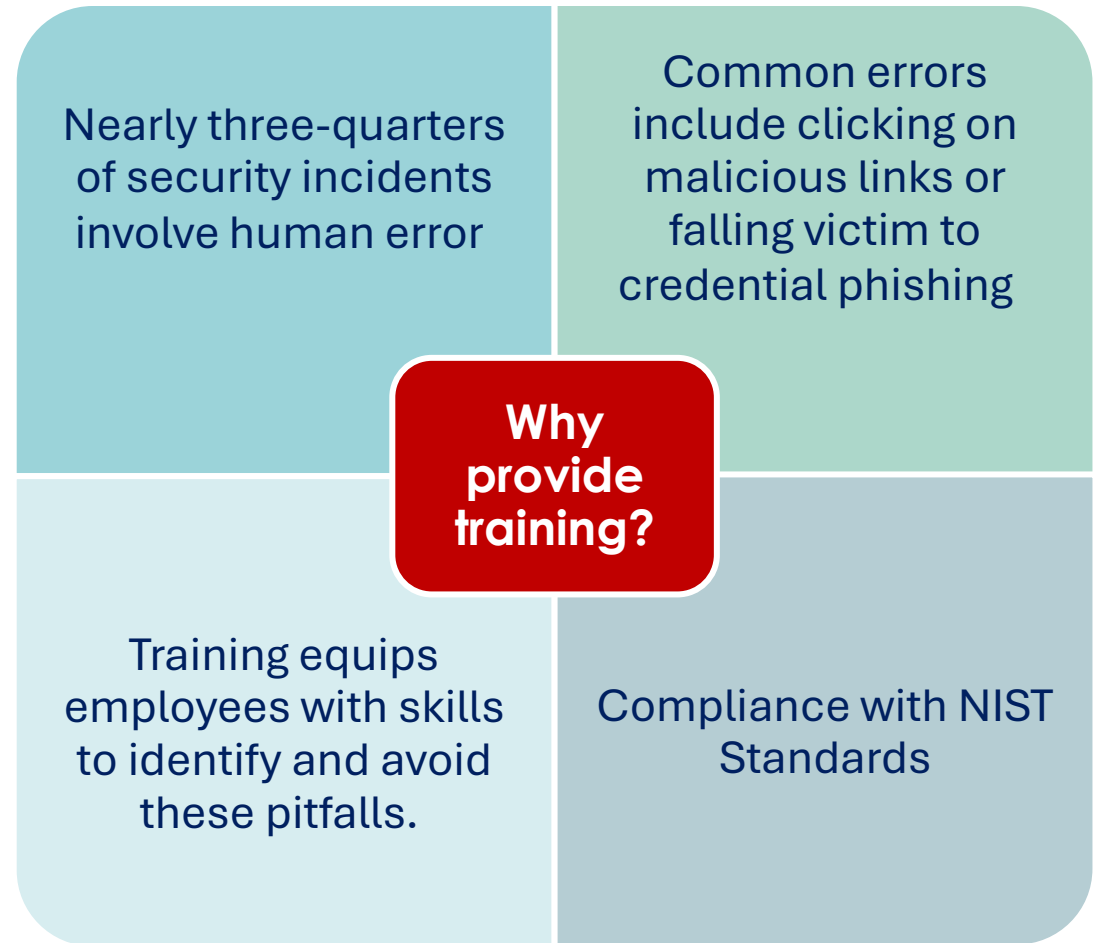 Nearly three-quarters
of security incidents
involve human error
Common errors
include clicking on
malicious links or
falling victim to
credential phishing
Why
provide
training?
Training equips
employees with skills
to identify and avoid
these pitfalls.
Compliance with NIST
Standards